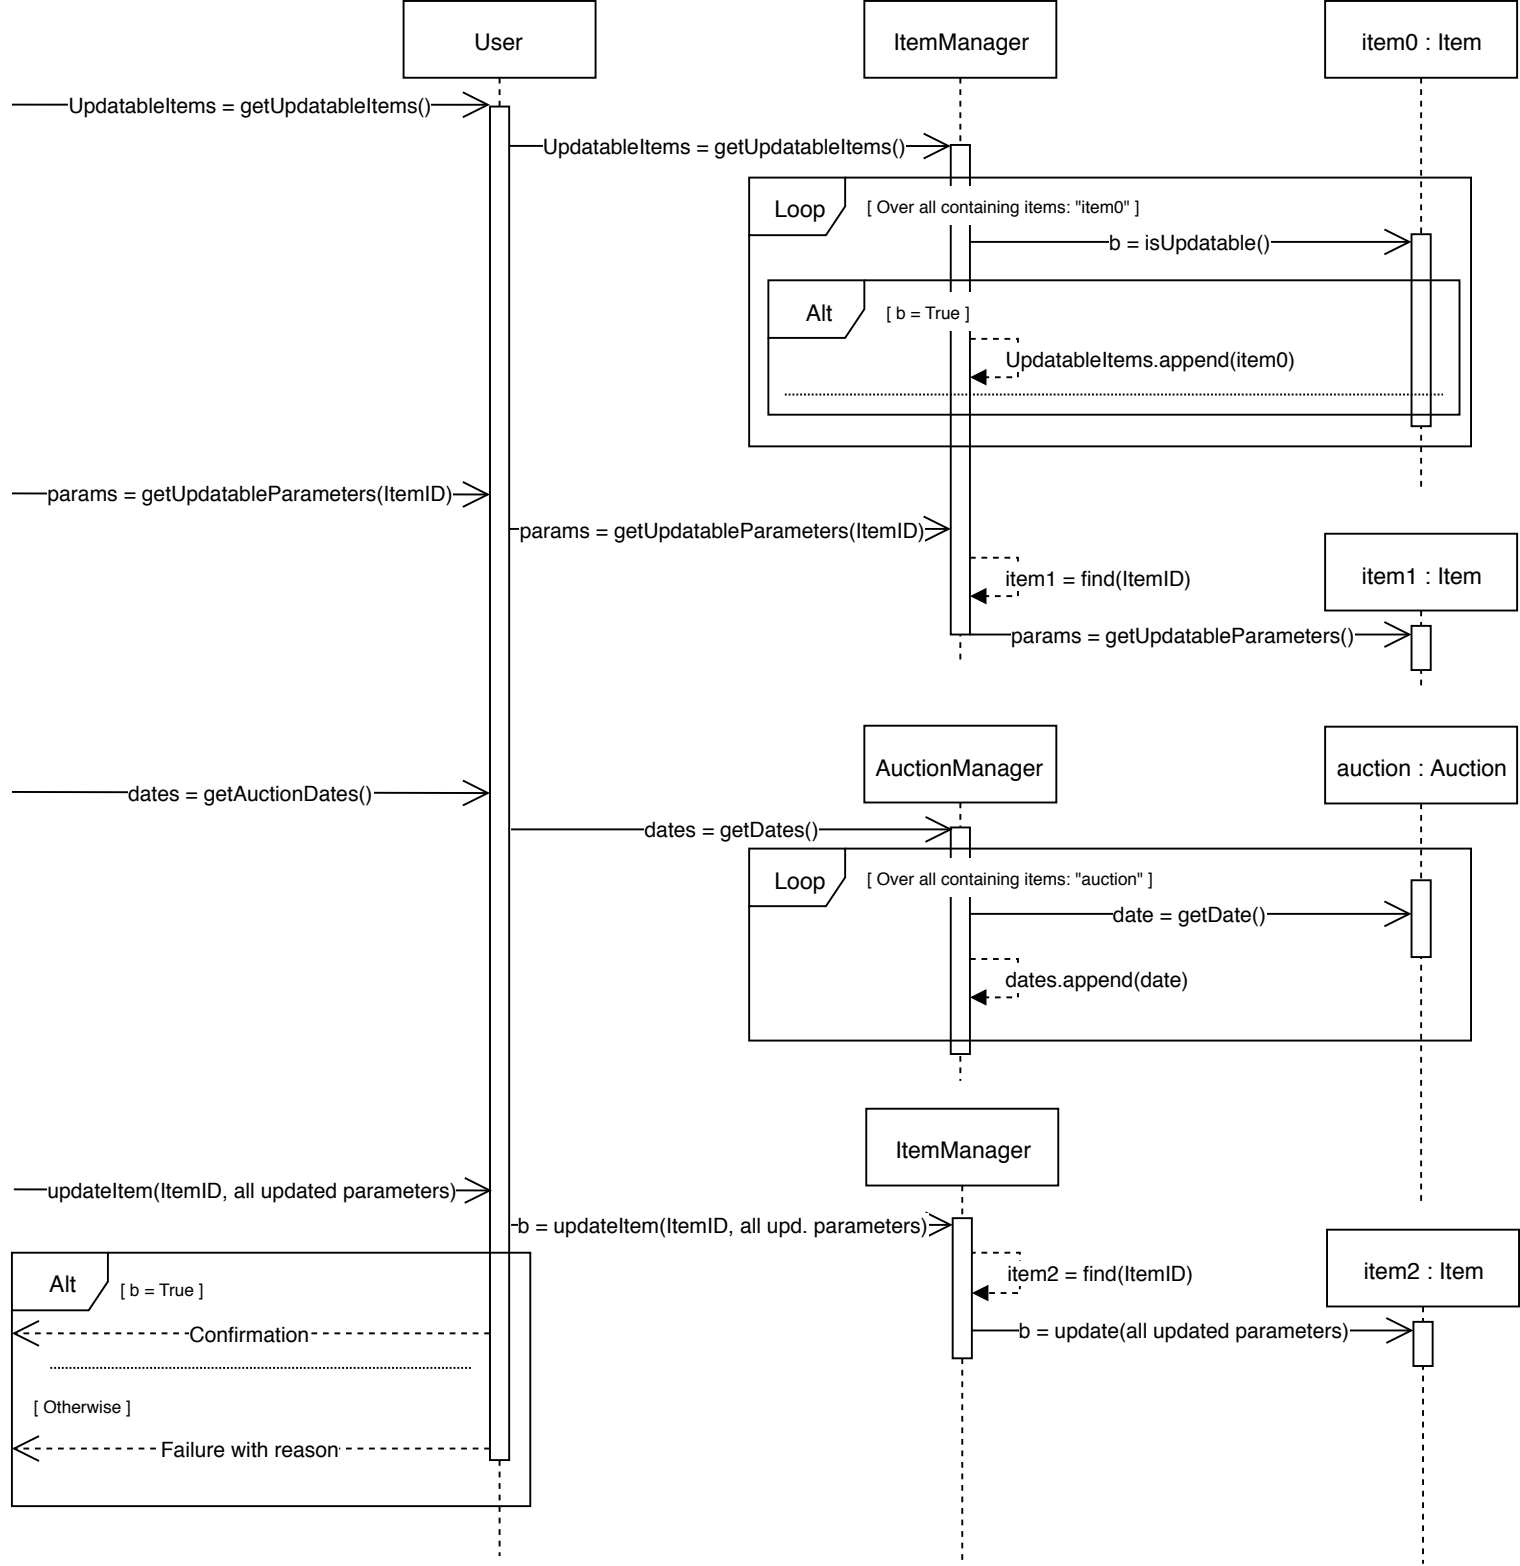 User
ItemManager
item0 : Item
UpdatableItems = getUpdatableItems()
UpdatableItems = getUpdatableItems()
Loop
[ Over all containing items: "item0" ]
b = isUpdatable()
Alt
[ b = True ]
UpdatableItems.append(item0)
params = getUpdatableParameters(ItemID)
params = getUpdatableParameters(ItemID)
item1 = find(ItemID)
item1 : Item
params = getUpdatableParameters()
AuctionManager
auction : Auction
dates = getAuctionDates()
dates = getDates()
Loop
[ Over all containing items: "auction" ]
date = getDate()
dates.append(date)
ItemManager
updateItem(ItemID, all updated parameters)
b = updateItem(ItemID, all upd. parameters)
item2 = find(ItemID)
item2 : Item
Alt
[ b = True ]
Confirmation
b = update(all updated parameters)
[ Otherwise ]
Failure with reason